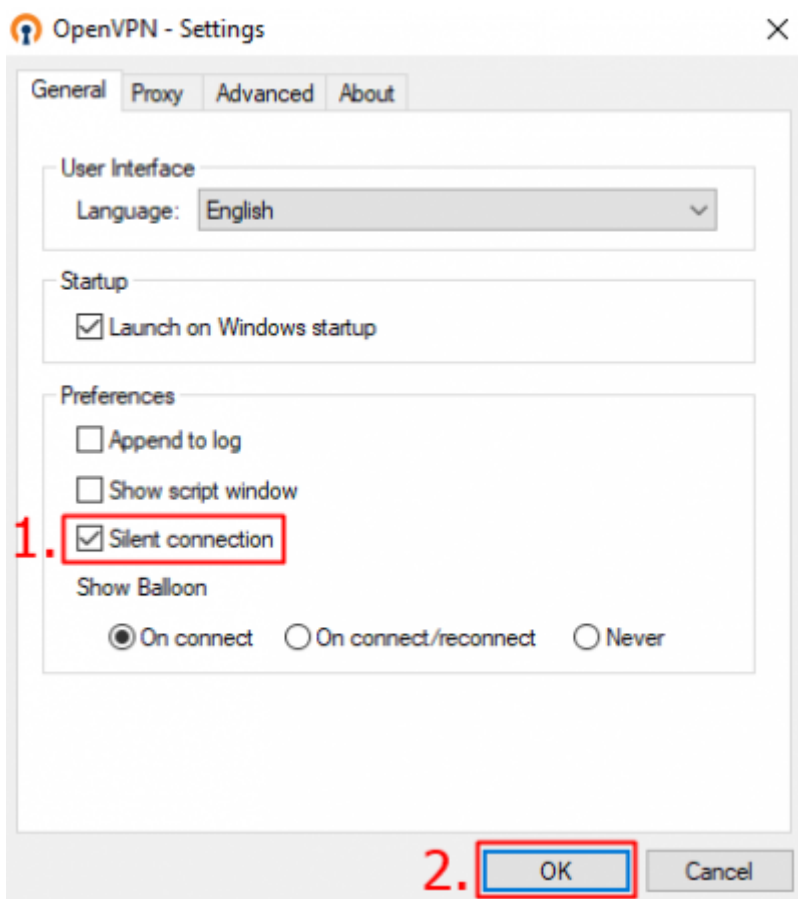 OpenVPN - Settings
General Proxy Advanced About
User Interface
Language: English
Startup
Launch on Windows startup
Preferences
Append to log
Show script window
1. Silent connection
Show Balloon
On connect On connect/reconnect Never
2. OK Cancel